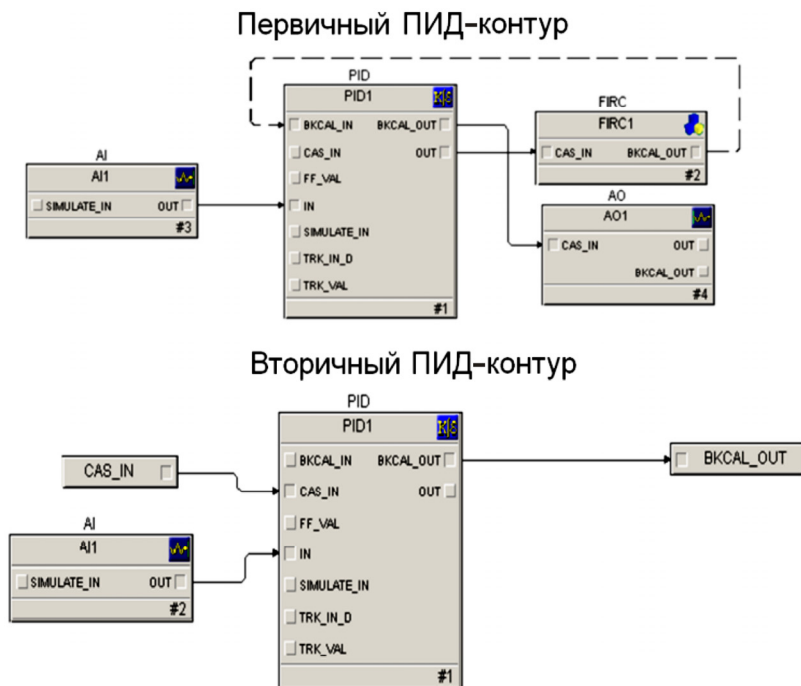 Первичный ПИД-контур
PID
PID1
BKCAL_IN BKCAL_OUT
CAS_IN OUT
FF_VAL
IN
SIMULATE_IN
TRK_IN_D
TRK_VAL
#1
FIRC
FIRC1
CAS_IN BKCAL_OUT
#2
AI
AI1
SIMULATE_IN OUT
#3
AO
AO1
CAS_IN OUT
BKCAL_OUT
#4
Вторичный ПИД-контур
PID
PID1
BKCAL_IN BKCAL_OUT
CAS_IN OUT
FF_VAL
IN
SIMULATE_IN
TRK_IN_D
TRK_VAL
#1
CAS_IN
BKCAL_OUT
AI
AI1
SIMULATE_IN OUT
#2